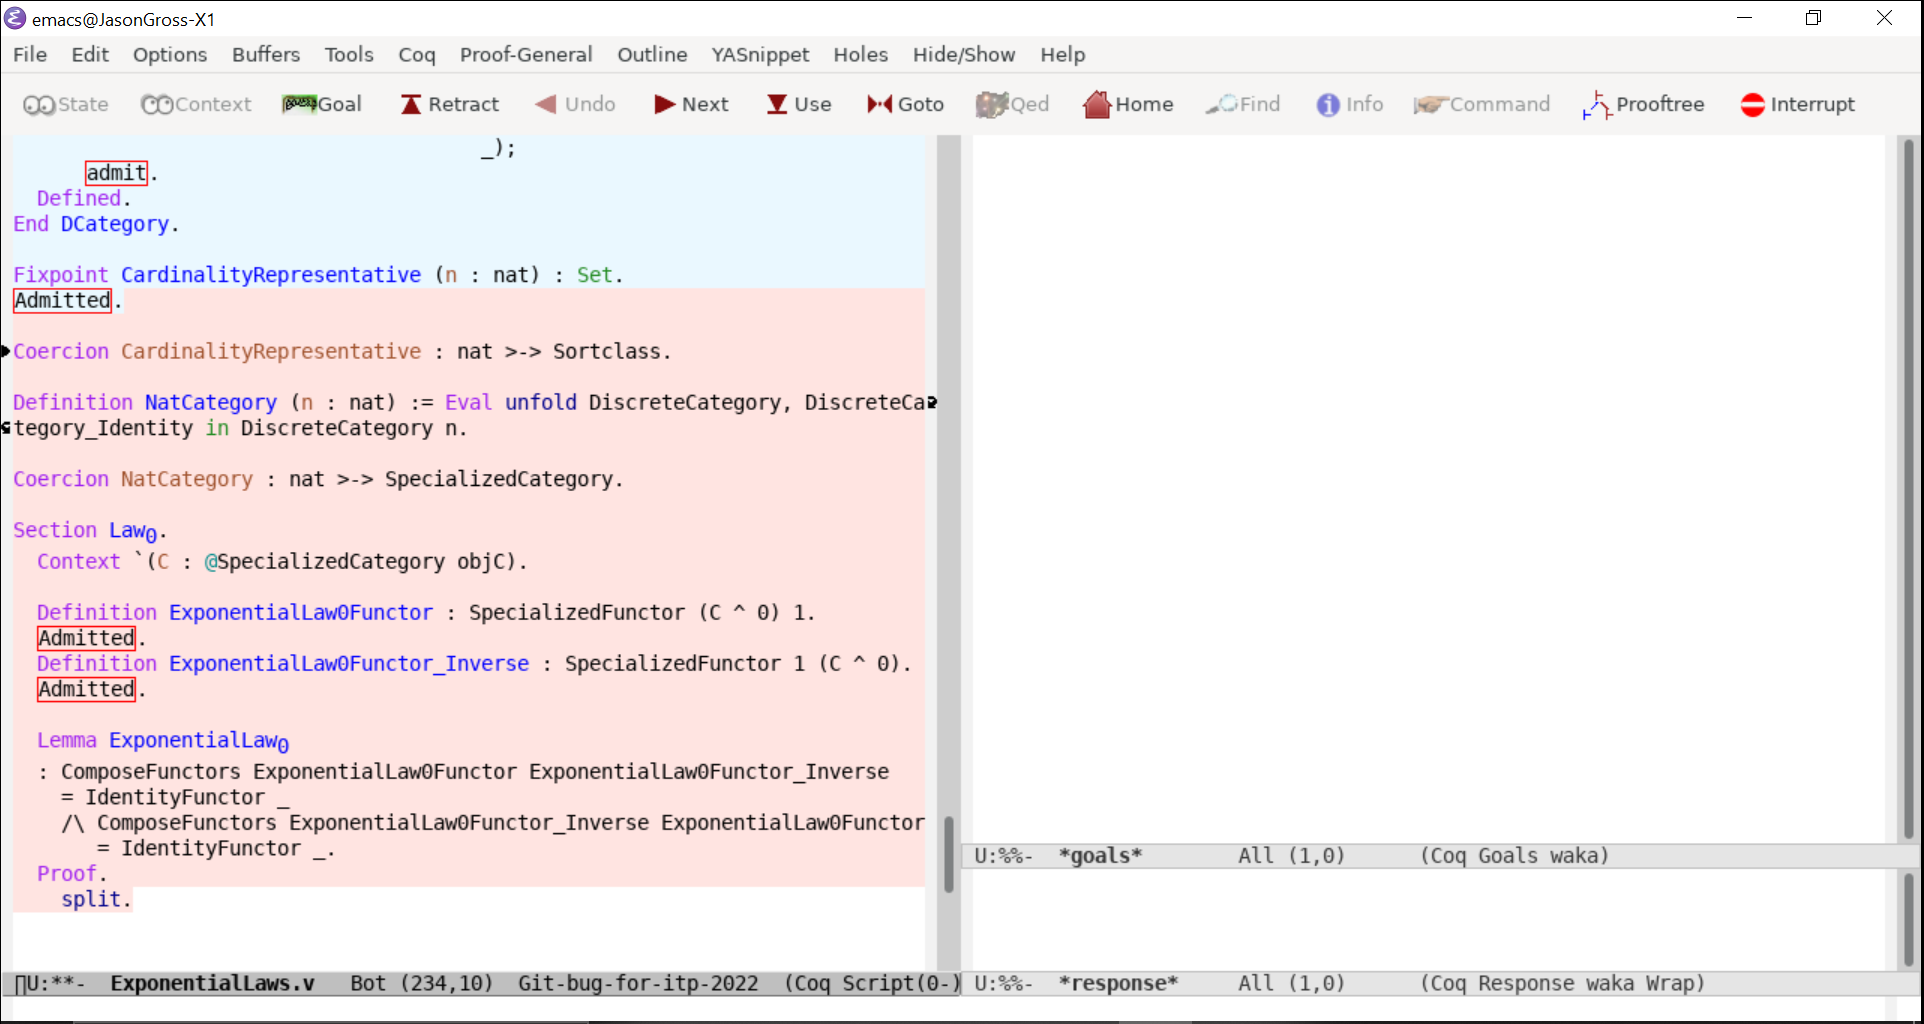 emacs@JasonGross-X1
File Edit Options Buffers Tools Coq Proof-General Outline YASnippet Holes Hide/Show Help
State Context Goal Retract Undo Next Use Goto Qed Home Find Info Command Prooftree Interrupt
_);
admit.
Defined.
End DCategory.
Fixpoint CardinalityRepresentative (n : nat) : Set.
Admitted.
Coercion CardinalityRepresentative : nat >-> Sortclass.
Definition NatCategory (n : nat) := Eval unfold DiscreteCategory, DiscreteCa
tegory_Identity in DiscreteCategory n.
Coercion NatCategory : nat >-> SpecializedCategory.
Section Law0.
Context `(C : @SpecializedCategory objC).
Definition ExponentialLaw0Functor : SpecializedFunctor (C ^ 0) 1.
Admitted.
Definition ExponentialLaw0Functor_Inverse : SpecializedFunctor 1 (C ^ 0).
Admitted.
Lemma ExponentialLaw0
: ComposeFunctors ExponentialLaw0Functor ExponentialLaw0Functor_Inverse
= IdentityFunctor _
/\ ComposeFunctors ExponentialLaw0Functor_Inverse ExponentialLaw0Functor
= IdentityFunctor _.
Proof.
split.
U:**- ExponentialLaws.v Bot (234,10) Git-bug-for-itp-2022 (Coq Script(0-)
U:%%- *goals* All (1,0) (Coq Goals waka)
U:%%- *response* All (1,0) (Coq Response waka Wrap)